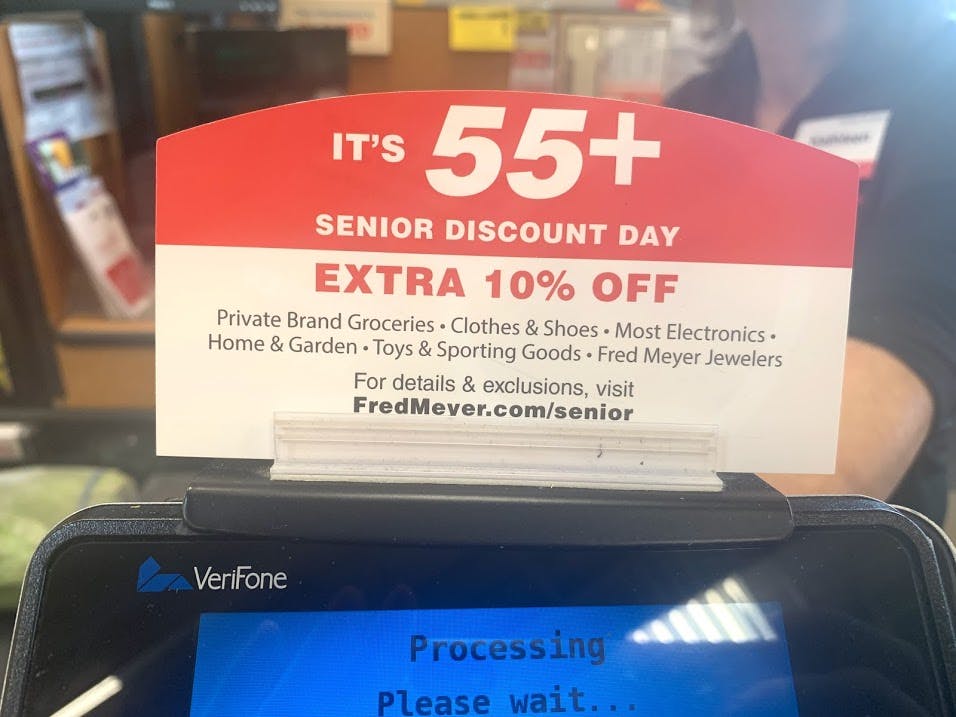 IT'S 55+
SENIOR DISCOUNT DAY
EXTRA 10% OFF
Private Brand Groceries • Clothes & Shoes • Most Electronics •
Home & Garden • Toys & Sporting Goods • Fred Meyer Jewelers
For details & exclusions, visit
FredMeyer.com/senior
VeriFone
Processing
Please wait...